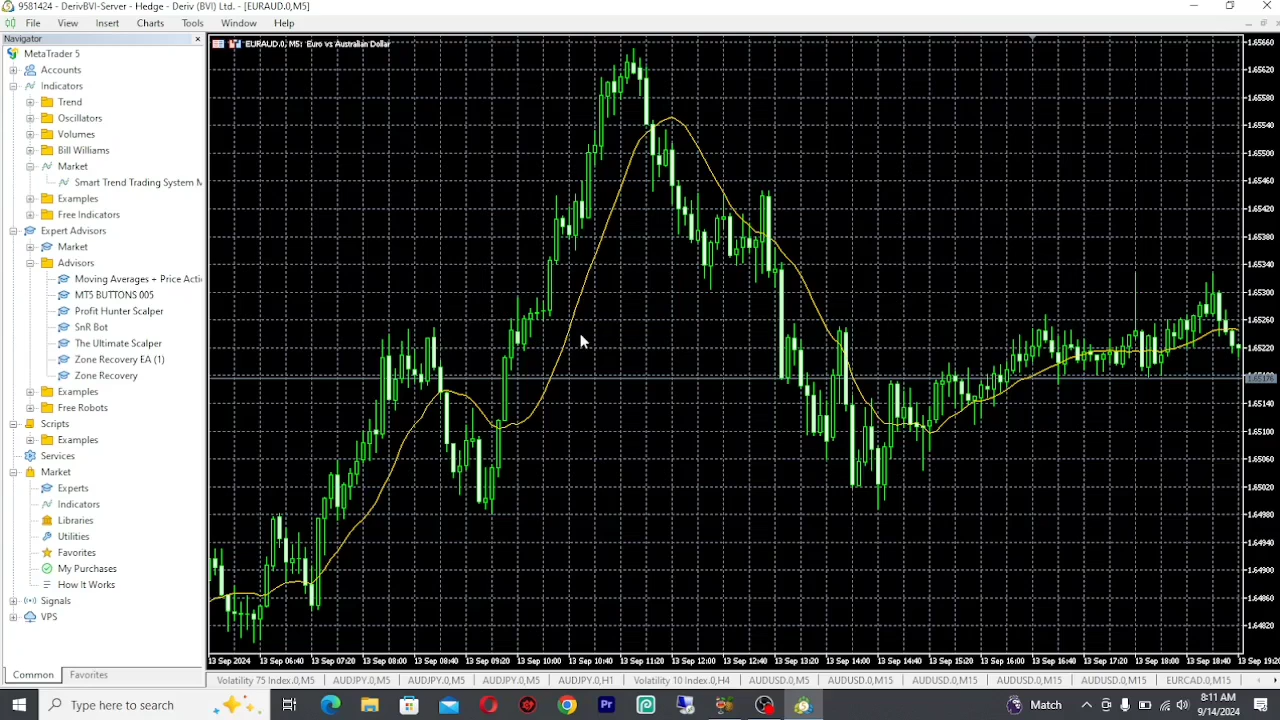 9581424 - DerivBVI-Server - Hedge - Deriv (BVI) Ltd. - [EURAUD.0,M5]
File View Insert Charts Tools Window Help
Navigator
MetaTrader 5
Accounts
Indicators
Trend
Oscillators
Volumes
Bill Williams
Market
Smart Trend Trading System M
Examples
Free Indicators
Expert Advisors
Market
Advisors
Moving Averages + Price Acti
MT5 BUTTONS 005
Profit Hunter Scalper
SnR Bot
The Ultimate Scalper
Zone Recovery EA (1)
Zone Recovery
Examples
Free Robots
Scripts
Examples
Services
Market
Experts
Indicators
Libraries
Utilities
Favorites
My Purchases
How It Works
Signals
VPS
Common Favorites
EURAUD.0, M5: Euro vs Australian Dollar
1.65660
1.65620
1.65580
1.65540
1.65500
1.65460
1.65420
1.65380
1.65340
1.65300
1.65260
1.65220
1.65176
1.65140
1.65100
1.65060
1.65020
1.64980
1.64940
1.64900
1.64860
1.64820
13 Sep 2024 13 Sep 06:40 13 Sep 07:20 13 Sep 08:00 13 Sep 08:40 13 Sep 09:20 13 Sep 10:00 13 Sep 10:40 13 Sep 11:20 13 Sep 12:00 13 Sep 12:40 13 Sep 13:20 13 Sep 14:00 13 Sep 14:40 13 Sep 15:20 13 Sep 16:00 13 Sep 16:40 13 Sep 17:20 13 Sep 18:00 13 Sep 18:40 13 Sep 19:20
Volatility 75 Index.0,M5 AUDJPY.0,M5 AUDJPY.0,M5 AUDJPY.0,M5 AUDJPY.0,H1 Volatility 10 Index.0,H4 AUDUSD.0,M5 AUDUSD.0,M15 AUDUSD.0,M15 AUDUSD.0,M15 AUDUSD.0,M15 EURCAD.0,M15
Type here to search
Pr
Match
8:11 AM
9/14/2024